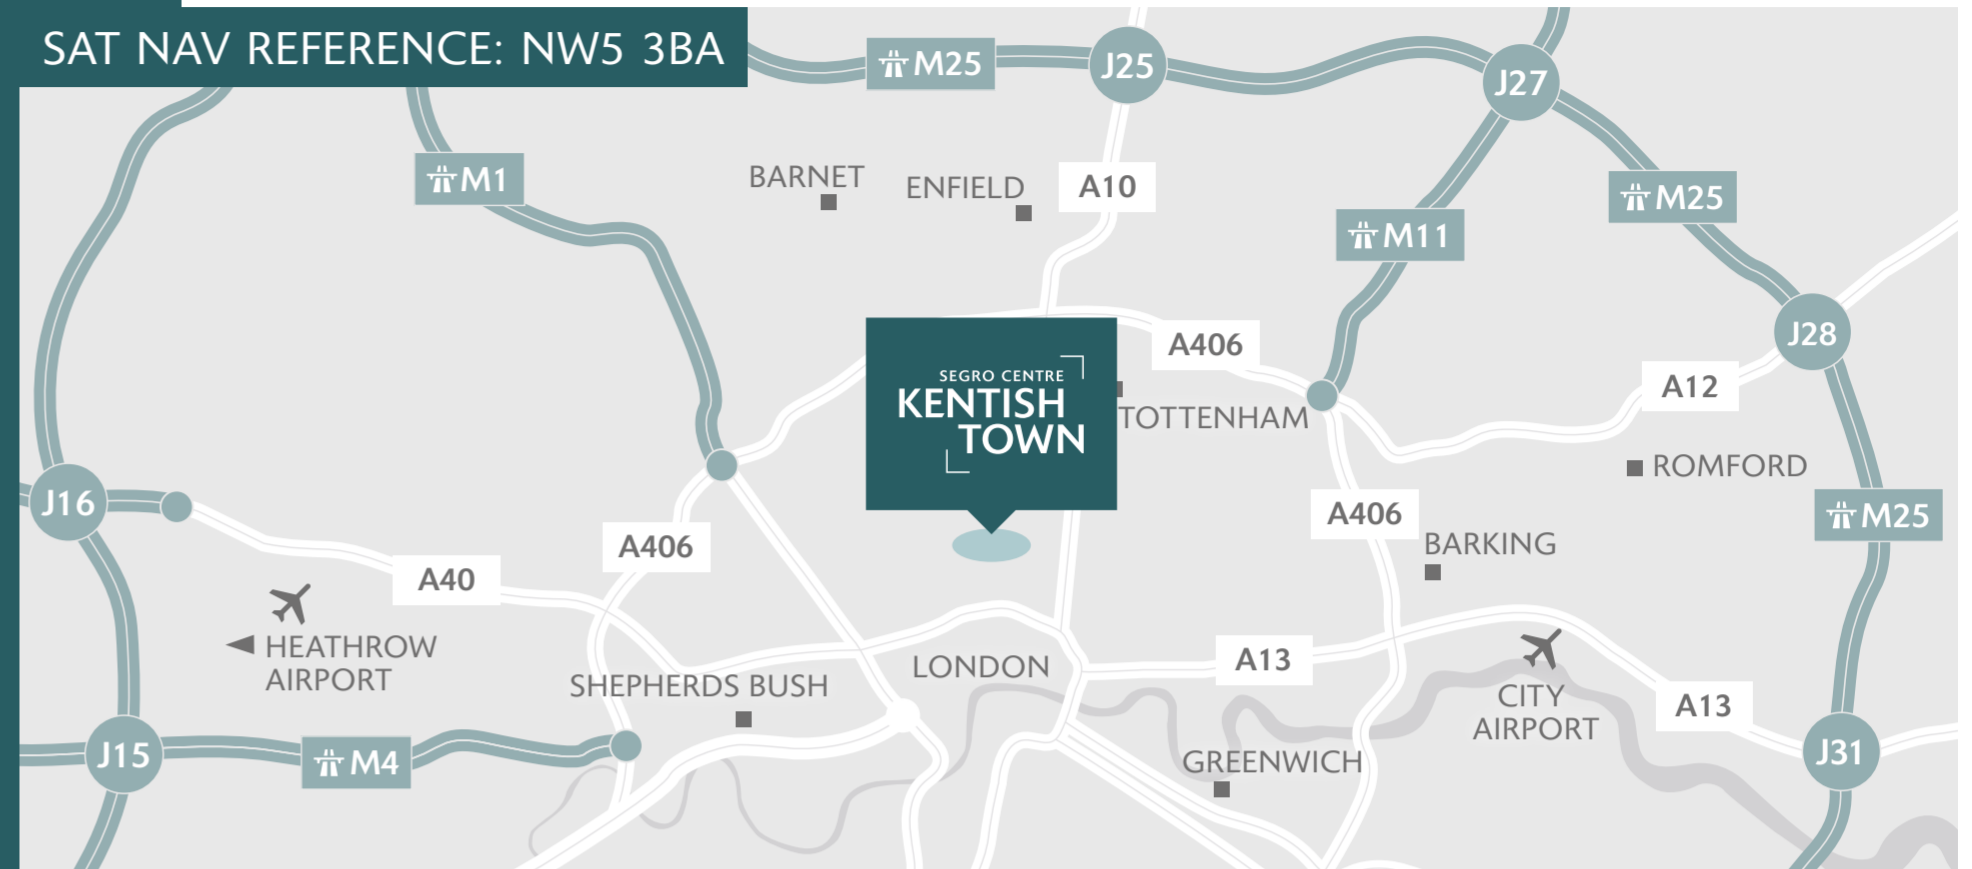 SAT NAV REFERENCE: NW5 3BA
M25
J25
J27
M1
BARNET
ENFIELD
A10
M25
M11
A406
J28
SEGRO CENTRE
KENTISH
TOWN
A12
TOTTENHAM
ROMFORD
J16
A406
A406
M25
BARKING
A40
HEATHROW
AIRPORT
LONDON
A13
SHEPHERDS BUSH
CITY
AIRPORT
A13
J15
M4
GREENWICH
J31